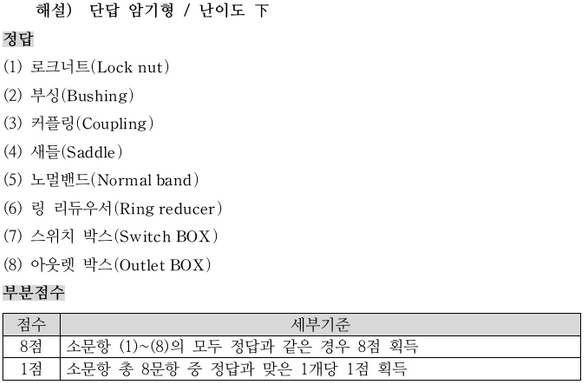 해설) 단답 암기형 / 난이도 下
정답
(1) 로크너트(Lock nut)
(2) 부싱(Bushing)
(3) 커플링(Coupling)
(4) 새들(Saddle)
(5) 노멀밴드(Normal band)
(6) 링 리듀우서(Ring reducer)
(7) 스위치 박스(Switch BOX)
(8) 아웃렛 박스(Outlet BOX)
부분점수
점수 세부기준
8점 소문항 (1)~(8)의 모두 정답과 같은 경우 8점 획득
1점 소문항 총 8문항 중 정답과 맞은 1개당 1점 획득